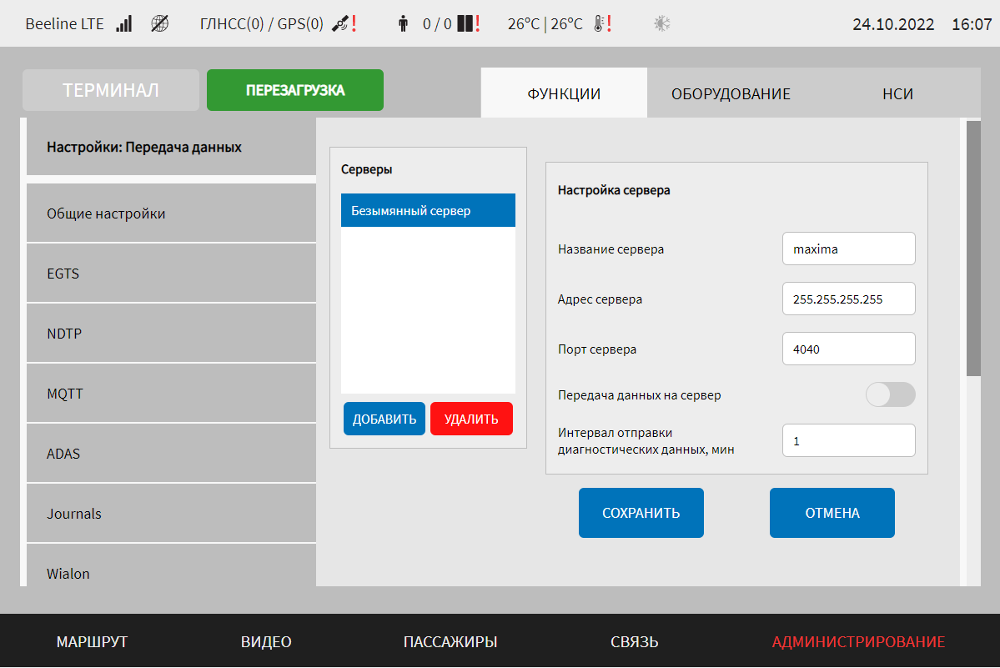 Beeline LTE ГЛНСС(0) / GPS(0) ! 0 / 0 ! 26°C | 26°C ! 24.10.2022 16:07
ТЕРМИНАЛ ПЕРЕЗАГРУЗКА ФУНКЦИИ ОБОРУДОВАНИЕ НСИ
Настройки: Передача данных
Общие настройки
EGTS
NDTP
MQTT
ADAS
Journals
Wialon
Серверы
Безымянный сервер
ДОБАВИТЬ УДАЛИТЬ
Настройка сервера
Название сервера maxima
Адрес сервера 255.255.255.255
Порт сервера 4040
Передача данных на сервер
Интервал отправки
диагностических данных, мин 1
СОХРАНИТЬ ОТМЕНА
МАРШРУТ ВИДЕО ПАССАЖИРЫ СВЯЗЬ АДМИНИСТРИРОВАНИЕ